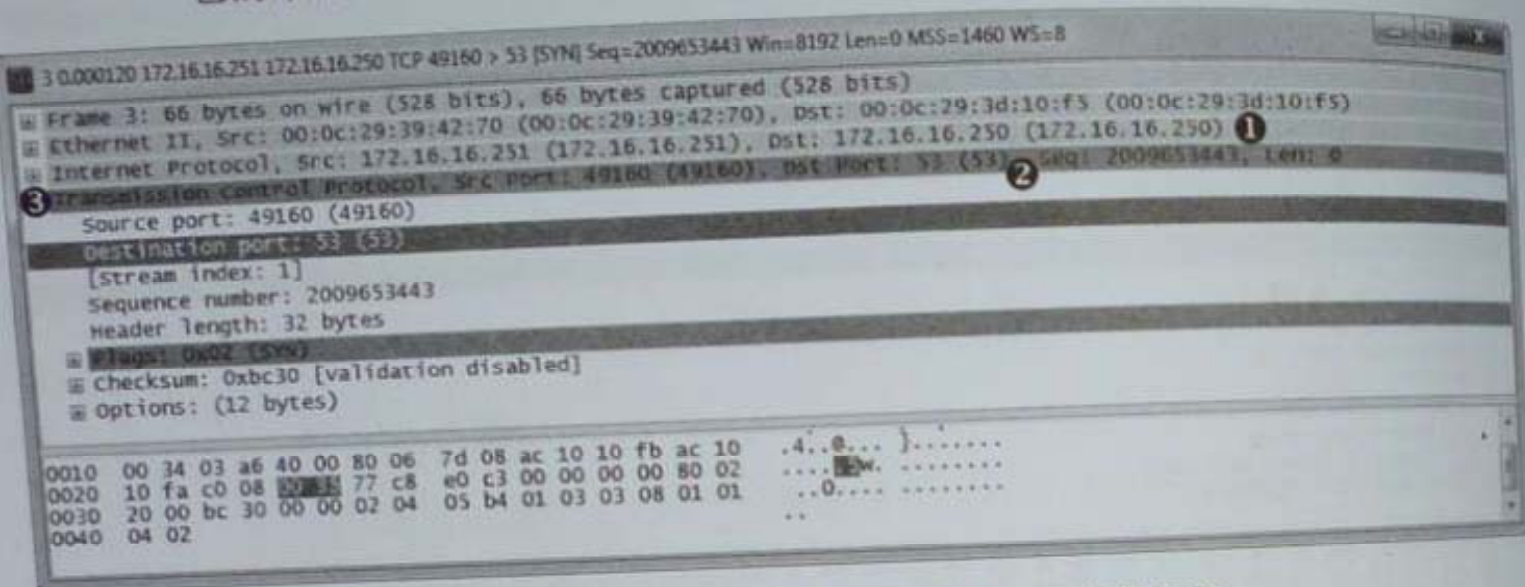 3 0.000120 172.16.16.251 172.16.16.250 TCP 49160 > 53 [SYN] Seq=2009653443 Win=8192 Len=0 MSS=1460 WS=8
Frame 3: 66 bytes on wire (528 bits), 66 bytes captured (528 bits)
Ethernet II, Src: 00:0c:29:39:42:70 (00:0c:29:39:42:70), Dst: 00:0c:29:3d:10:f5 (00:0c:29:3d:10:f5)
Internet Protocol, Src: 172.16.16.251 (172.16.16.251), Dst: 172.16.16.250 (172.16.16.250) ❶
❸ Transmission Control Protocol, Src Port: 49160 (49160), Dst Port: 53 (53) ❷ Seq: 2009653443, Len: 0
Source port: 49160 (49160)
Destination port: 53 (53)
[Stream index: 1]
Sequence number: 2009653443
Header length: 32 bytes
Flags: 0x02 (SYN)
Checksum: 0xbc30 [validation disabled]
Options: (12 bytes)
0010 00 34 03 a6 40 00 80 06 7d 08 ac 10 10 fb ac 10 .4..@... }.......
0020 10 fa c0 08 00 35 77 c8 e0 c3 00 00 00 00 80 02
0030 20 00 bc 30 00 00 02 04 05 b4 01 03 03 08 01 01 ..0.... ........
0040 04 02 ..